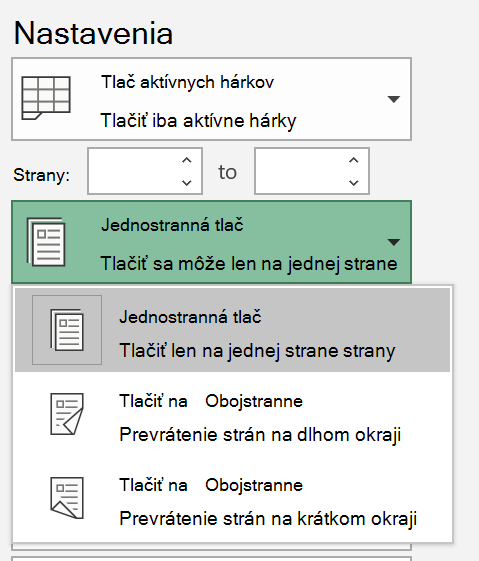 Nastavenia
Tlač aktívnych hárkov
Tlačiť iba aktívne hárky
Strany: to
Jednostranná tlač
Tlačiť sa môže len na jednej strane
Jednostranná tlač
Tlačiť len na jednej strane strany
Tlačiť na Obojstranne
Prevrátenie strán na dlhom okraji
Tlačiť na Obojstranne
Prevrátenie strán na krátkom okraji